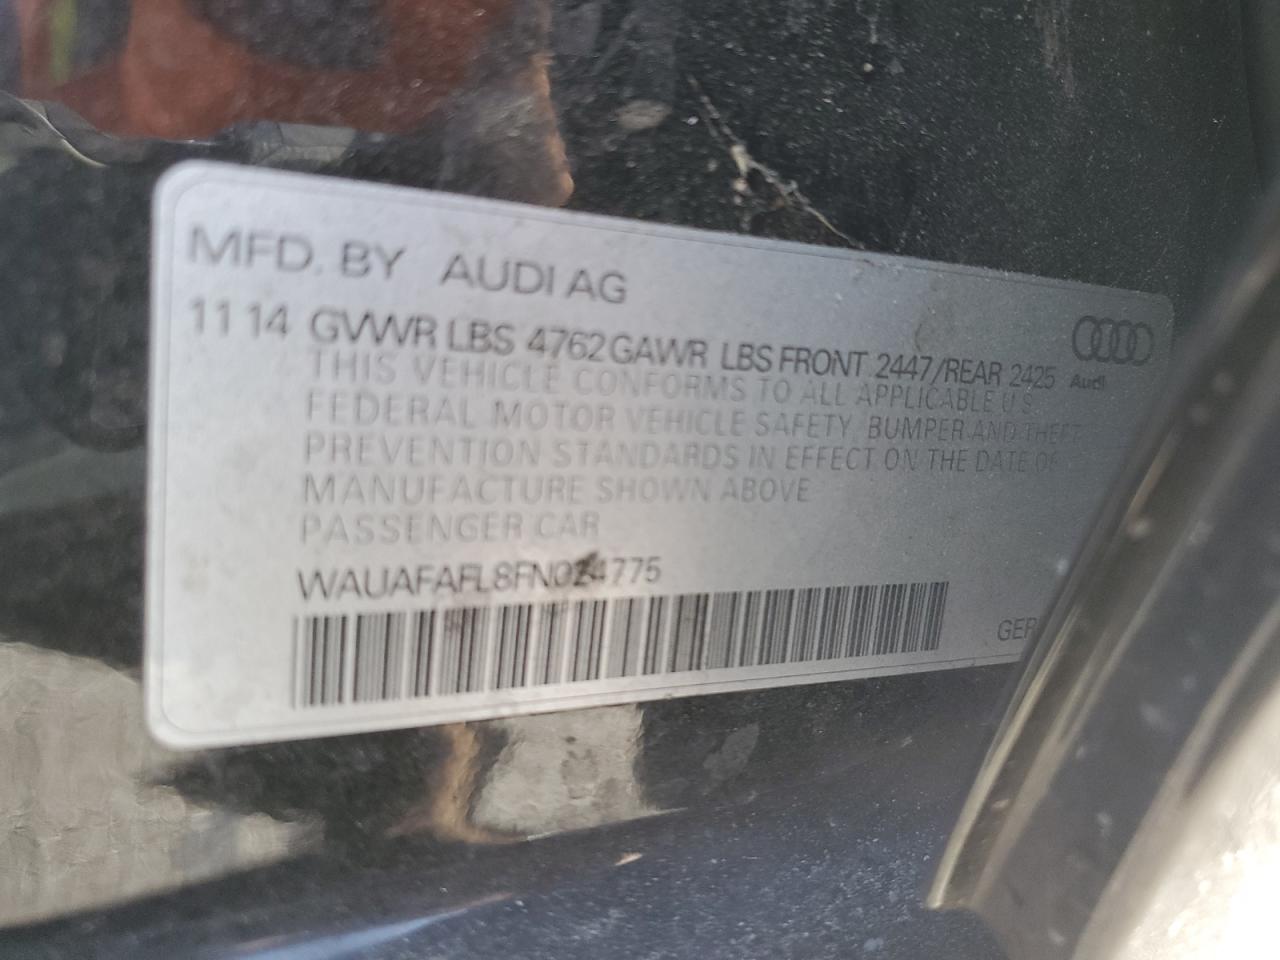 MFD. BY AUDI AG
11 14 GVWR LBS 4762 GAWR LBS FRONT 2447/REAR 2425
Audi
THIS VEHICLE CONFORMS TO ALL APPLICABLE U S
FEDERAL MOTOR VEHICLE SAFETY, BUMPER AND THEFT
PREVENTION STANDARDS IN EFFECT ON THE DATE OF
MANUFACTURE SHOWN ABOVE
PASSENGER CAR
WAUAFAFL8FN024775